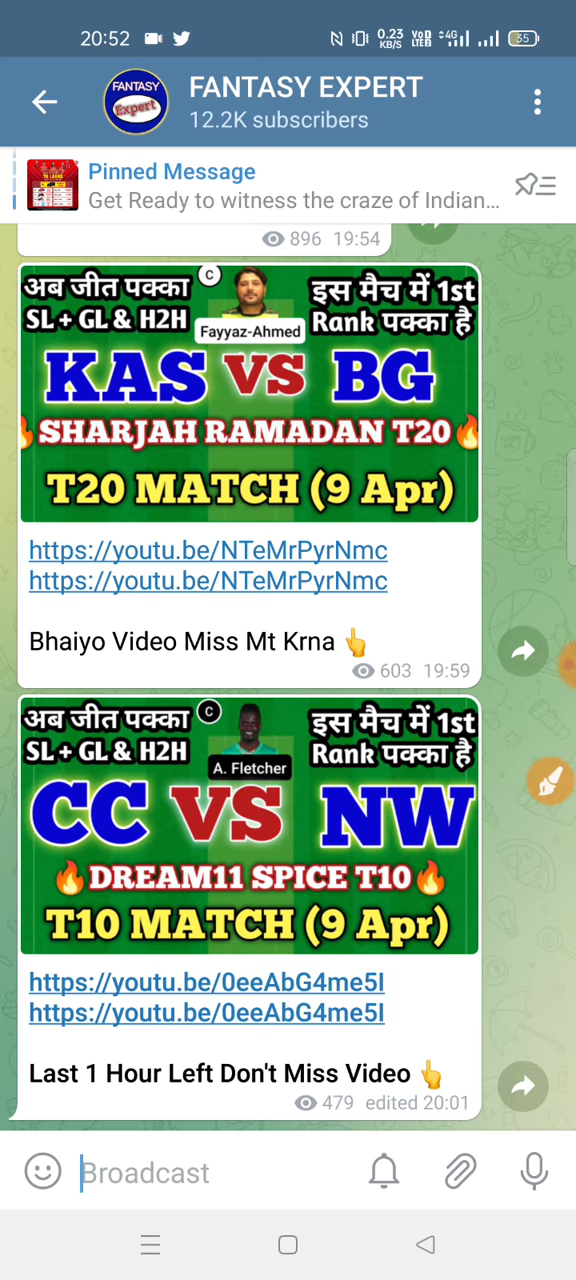 20:52
0.23
KB/S
VoD
LTE2
4G
35
FANTASY
Expert
FANTASY EXPERT
12.2K subscribers
Pinned Message
Get Ready to witness the craze of Indian...
896 19:54
अब जीत पक्का
SL + GL & H2H
C
Fayyaz-Ahmed
इस मैच में 1st
Rank पक्का है
KAS VS BG
SHARJAH RAMADAN T20
T20 MATCH (9 Apr)
https://youtu.be/NTeMrPyrNmc
https://youtu.be/NTeMrPyrNmc
Bhaiyo Video Miss Mt Krna 👆
603 19:59
अब जीत पक्का
SL + GL & H2H
C
A. Fletcher
इस मैच में 1st
Rank पक्का है
CC VS NW
🔥DREAM11 SPICE T10🔥
T10 MATCH (9 Apr)
https://youtu.be/0eeAbG4me5I
https://youtu.be/0eeAbG4me5I
Last 1 Hour Left Don't Miss Video 👆
479 edited 20:01
Broadcast